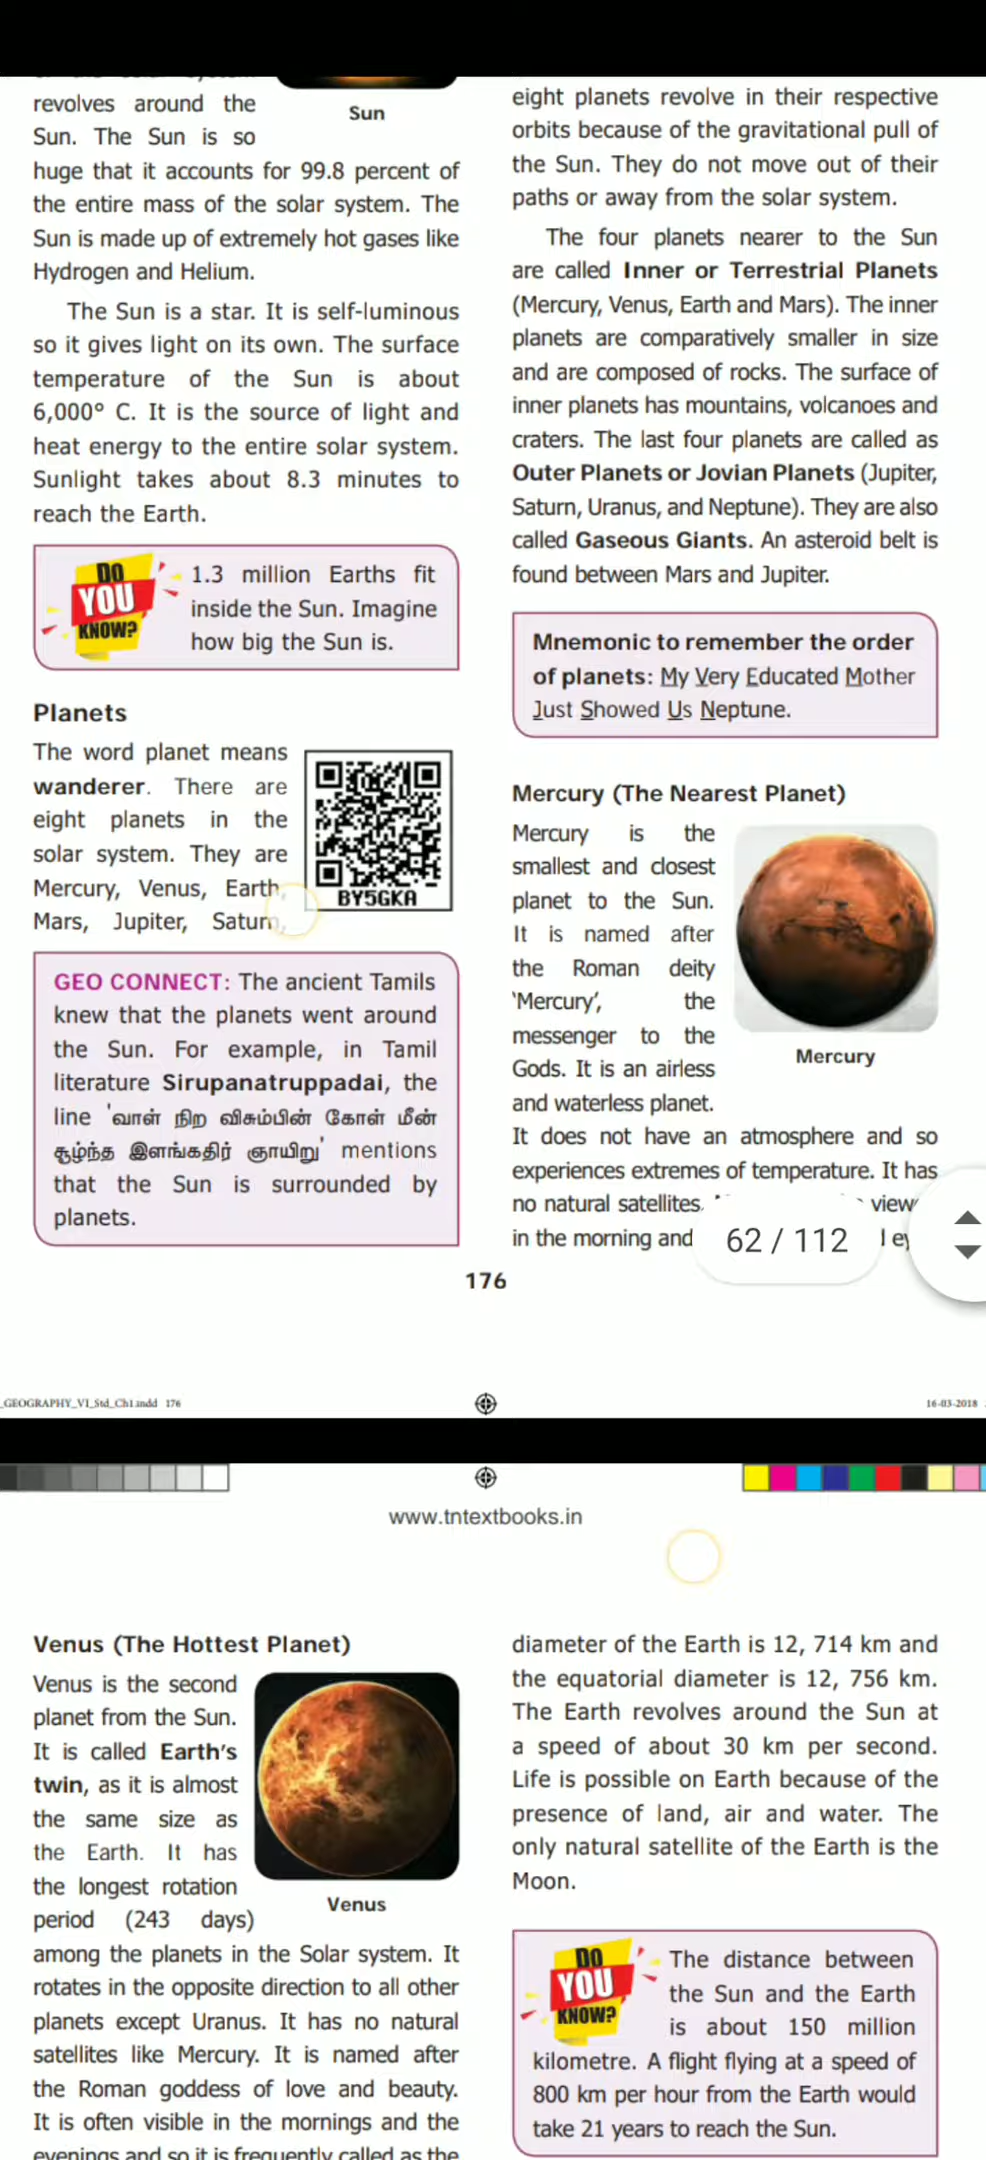 revolves around the
Sun. The Sun is so
huge that it accounts for 99.8 percent of
the entire mass of the solar system. The
Sun is made up of extremely hot gases like
Hydrogen and Helium.
Sun
The Sun is a star. It is self-luminous
so it gives light on its own. The surface
temperature of the Sun is about
6,000° C. It is the source of light and
heat energy to the entire solar system.
Sunlight takes about 8.3 minutes to
reach the Earth.
DO
YOU
KNOW?
1.3 million Earths fit
inside the Sun. Imagine
how big the Sun is.
Planets
The word planet means
wanderer. There are
eight planets in the
solar system. They are
Mercury, Venus, Earth,
Mars, Jupiter, Saturn,
BY5GKA
GEO CONNECT: The ancient Tamils
knew that the planets went around
the Sun. For example, in Tamil
literature Sirupanatruppadai, the
line 'வாள் நிற விசும்பின் கோள் மீன்
சூழ்ந்த இளங்கதிர் ஞாயிறு' mentions
that the Sun is surrounded by
planets.
eight planets revolve in their respective
orbits because of the gravitational pull of
the Sun. They do not move out of their
paths or away from the solar system.
The four planets nearer to the Sun
are called Inner or Terrestrial Planets
(Mercury, Venus, Earth and Mars). The inner
planets are comparatively smaller in size
and are composed of rocks. The surface of
inner planets has mountains, volcanoes and
craters. The last four planets are called as
Outer Planets or Jovian Planets (Jupiter,
Saturn, Uranus, and Neptune). They are also
called Gaseous Giants. An asteroid belt is
found between Mars and Jupiter.
Mnemonic to remember the order
of planets: My Very Educated Mother
Just Showed Us Neptune.
Mercury (The Nearest Planet)
Mercury is the
smallest and closest
planet to the Sun.
It is named after
the Roman deity
'Mercury', the
messenger to the
Gods. It is an airless
and waterless planet.
Mercury
It does not have an atmosphere and so
experiences extremes of temperature. It has
no natural satellites.
in the morning and
62 / 112
176
_GEOGRAPHY_VI_Std_Ch1.indd 176
16-03-2018
www.tntextbooks.in
Venus (The Hottest Planet)
Venus is the second
planet from the Sun.
It is called Earth's
twin, as it is almost
the same size as
the Earth. It has
the longest rotation
period (243 days)
Venus
among the planets in the Solar system. It
rotates in the opposite direction to all other
planets except Uranus. It has no natural
satellites like Mercury. It is named after
the Roman goddess of love and beauty.
It is often visible in the mornings and the
evenings and so it is frequently called as the
diameter of the Earth is 12, 714 km and
the equatorial diameter is 12, 756 km.
The Earth revolves around the Sun at
a speed of about 30 km per second.
Life is possible on Earth because of the
presence of land, air and water. The
only natural satellite of the Earth is the
Moon.
DO
YOU
KNOW?
The distance between
the Sun and the Earth
is about 150 million
kilometre. A flight flying at a speed of
800 km per hour from the Earth would
take 21 years to reach the Sun.